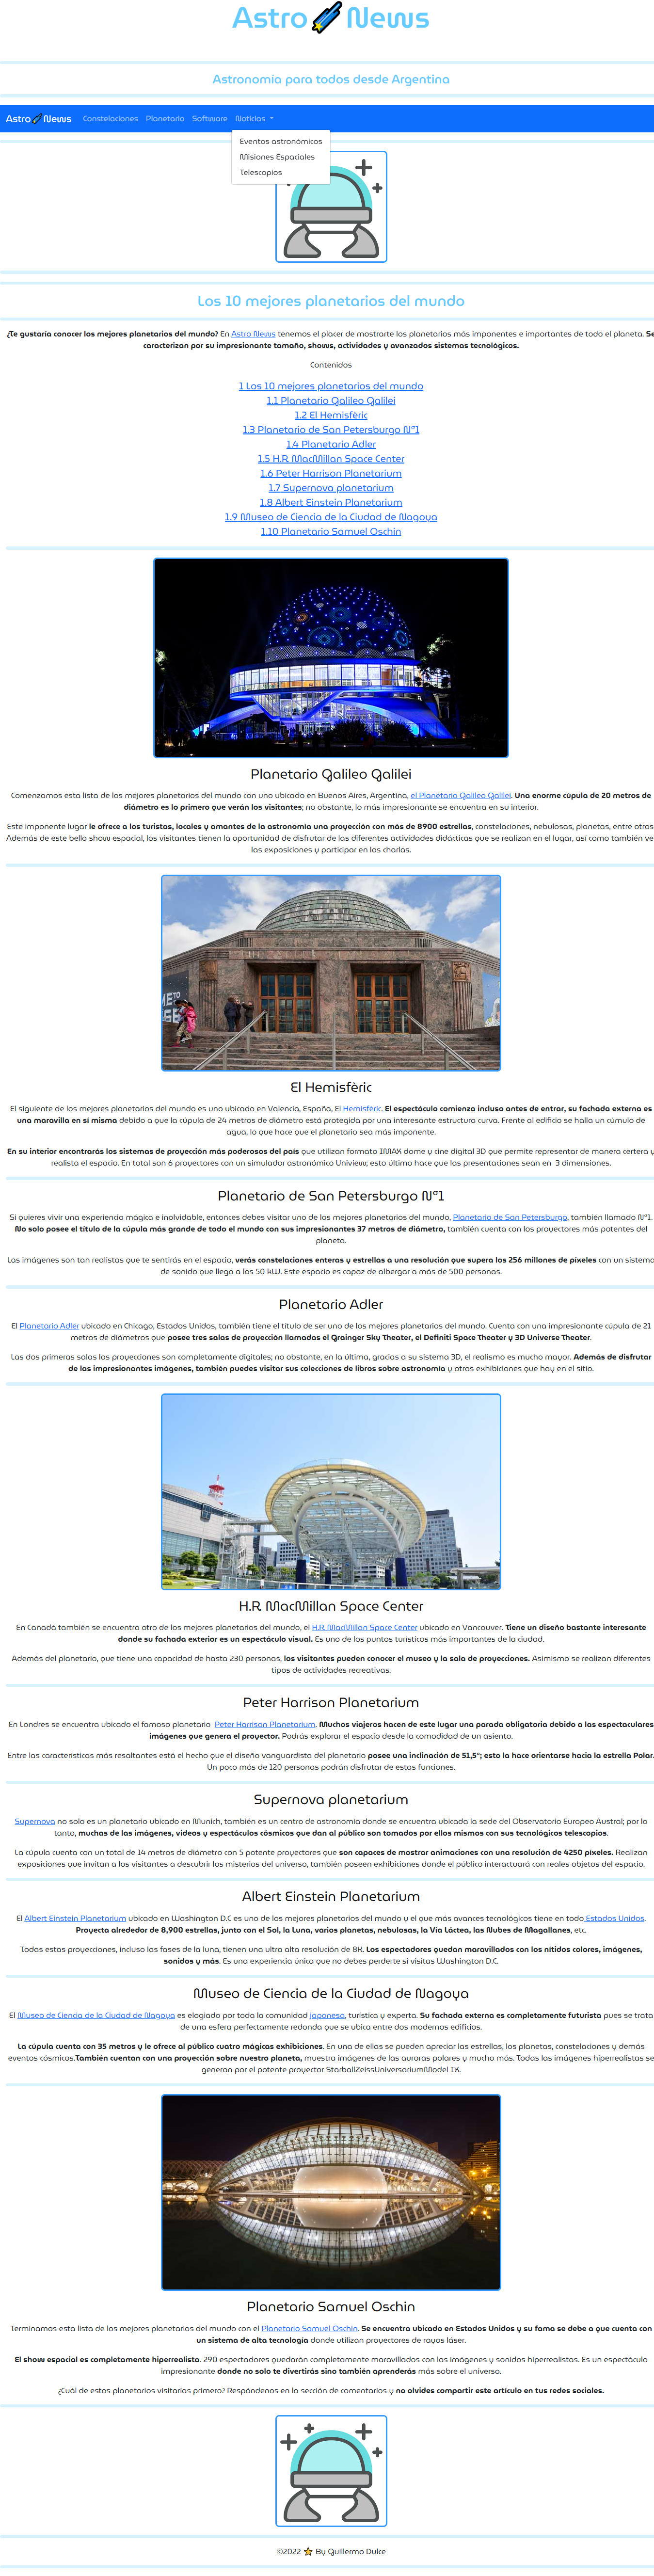 Astro News
Astronomía para todos desde Argentina
Astro News Constelaciones Planetario Software Noticias
Eventos astronómicos
Misiones Espaciales
Telescopios
Los 10 mejores planetarios del mundo
¿Te gustaría conocer los mejores planetarios del mundo? En Astro News tenemos el placer de mostrarte los planetarios más imponentes e importantes de todo el planeta. Se
caracterizan por su impresionante tamaño, shows, actividades y avanzados sistemas tecnológicos.
Contenidos
1 Los 10 mejores planetarios del mundo
1.1 Planetario Galileo Galilei
1.2 El Hemisfèric
1.3 Planetario de San Petersburgo Nº1
1.4 Planetario Adler
1.5 H.R. MacMillan Space Center
1.6 Peter Harrison Planetarium
1.7 Supernova planetarium
1.8 Albert Einstein Planetarium
1.9 Museo de Ciencia de la Ciudad de Nagoya
1.10 Planetario Samuel Oschin
Planetario Galileo Galilei
Comenzamos esta lista de los mejores planetarios del mundo con uno ubicado en Buenos Aires, Argentina, el Planetario Galileo Galilei. Una enorme cúpula de 20 metros de
diámetro es lo primero que verán los visitantes; no obstante, lo más impresionante se encuentra en su interior.
Este imponente lugar le ofrece a los turistas, locales y amantes de la astronomía una proyección con más de 8900 estrellas, constelaciones, nebulosas, planetas, entre otros
Además de este bello show espacial, los visitantes tienen la oportunidad de disfrutar de las diferentes actividades didácticas que se realizan en el lugar, así como también ve
las exposiciones y participar en las charlas.
El Hemisfèric
El siguiente de los mejores planetarios del mundo es uno ubicado en Valencia, España, El Hemisfèric. El espectáculo comienza incluso antes de entrar, su fachada externa es
una maravilla en sí misma debido a que la cúpula de 24 metros de diámetro está protegida por una interesante estructura curva. Frente al edificio se halla un cúmulo de
agua, lo que hace que el planetario sea más imponente.
En su interior encontrarás los sistemas de proyección más poderosos del país que utilizan formato IMAX dome y cine digital 3D que permite representar de manera certera y
realista el espacio. En total son 6 proyectores con un simulador astronómico Uniview; esto último hace que las presentaciones sean en 3 dimensiones.
Planetario de San Petersburgo Nº1
Si quieres vivir una experiencia mágica e inolvidable, entonces debes visitar uno de los mejores planetarios del mundo, Planetario de San Petersburgo, también llamado Nº1.
No solo posee el título de la cúpula más grande de todo el mundo con sus impresionantes 37 metros de diámetro, también cuenta con los proyectores más potentes del
planeta.
Las imágenes son tan realistas que te sentirás en el espacio, verás constelaciones enteras y estrellas a una resolución que supera los 256 millones de píxeles con un sistema
de sonido que llega a los 50 kW. Este espacio es capaz de albergar a más de 500 personas.
Planetario Adler
El Planetario Adler ubicado en Chicago, Estados Unidos, también tiene el título de ser uno de los mejores planetarios del mundo. Cuenta con una impresionante cúpula de 21
metros de diámetros que posee tres salas de proyección llamadas el Grainger Sky Theater, el Definiti Space Theater y 3D Universe Theater.
Las dos primeras salas las proyecciones son completamente digitales; no obstante, en la última, gracias a su sistema 3D, el realismo es mucho mayor. Además de disfrutar
de las impresionantes imágenes, también puedes visitar sus colecciones de libros sobre astronomía y otras exhibiciones que hay en el sitio.
H.R. MacMillan Space Center
En Canadá también se encuentra otro de los mejores planetarios del mundo, el H.R. MacMillan Space Center ubicado en Vancouver. Tiene un diseño bastante interesante
donde su fachada exterior es un espectáculo visual. Es uno de los puntos turísticos más importantes de la ciudad.
Además del planetario, que tiene una capacidad de hasta 230 personas, los visitantes pueden conocer el museo y la sala de proyecciones. Asimismo se realizan diferentes
tipos de actividades recreativas.
Peter Harrison Planetarium
En Londres se encuentra ubicado el famoso planetario Peter Harrison Planetarium. Muchos viajeros hacen de este lugar una parada obligatoria debido a las espectaculares
imágenes que genera el proyector. Podrás explorar el espacio desde la comodidad de un asiento.
Entre las características más resaltantes está el hecho que el diseño vanguardista del planetario posee una inclinación de 51,5°; esto la hace orientarse hacia la estrella Polar.
Un poco más de 120 personas podrán disfrutar de estas funciones.
Supernova planetarium
Supernova no solo es un planetario ubicado en Munich, también es un centro de astronomía donde se encuentra ubicada la sede del Observatorio Europeo Austral; por lo
tanto, muchas de las imágenes, videos y espectáculos cósmicos que dan al público son tomados por ellos mismos con sus tecnológicos telescopios.
La cúpula cuenta con un total de 14 metros de diámetro con 5 potente proyectores que son capaces de mostrar animaciones con una resolución de 4250 píxeles. Realizan
exposiciones que invitan a los visitantes a descubrir los misterios del universo, también poseen exhibiciones donde el público interactuará con reales objetos del espacio.
Albert Einstein Planetarium
El Albert Einstein Planetarium ubicado en Washington D.C es uno de los mejores planetarios del mundo y el que más avances tecnológicos tiene en todo Estados Unidos.
Proyecta alrededor de 8,900 estrellas, junto con el Sol, la Luna, varios planetas, nebulosas, la Vía Láctea, las Nubes de Magallanes, etc.
Todas estas proyecciones, incluso las fases de la luna, tienen una ultra alta resolución de 8K. Los espectadores quedan maravillados con los nítidos colores, imágenes,
sonidos y más. Es una experiencia única que no debes perderte si visitas Washington D.C.
Museo de Ciencia de la Ciudad de Nagoya
El Museo de Ciencia de la Ciudad de Nagoya es elogiado por toda la comunidad japonesa, turística y experta. Su fachada externa es completamente futurista pues se trata
de una esfera perfectamente redonda que se ubica entre dos modernos edificios.
La cúpula cuenta con 35 metros y le ofrece al público cuatro mágicas exhibiciones. En una de ellas se pueden apreciar las estrellas, los planetas, constelaciones y demás
eventos cósmicos.También cuentan con una proyección sobre nuestro planeta, muestra imágenes de las auroras polares y mucho más. Todas las imágenes hiperrealistas se
generan por el potente proyector StarballZeissUniversariumModel IX.
Planetario Samuel Oschin
Terminamos esta lista de los mejores planetarios del mundo con el Planetario Samuel Oschin. Se encuentra ubicado en Estados Unidos y su fama se debe a que cuenta con
un sistema de alta tecnología donde utilizan proyectores de rayos láser.
El show espacial es completamente hiperrealista. 290 espectadores quedarán completamente maravillados con las imágenes y sonidos hiperrealistas. Es un espectáculo
impresionante donde no solo te divertirás sino también aprenderás más sobre el universo.
¿Cuál de estos planetarios visitarías primero? Respóndenos en la sección de comentarios y no olvides compartir este artículo en tus redes sociales.
©2022 By Guillermo Dulce